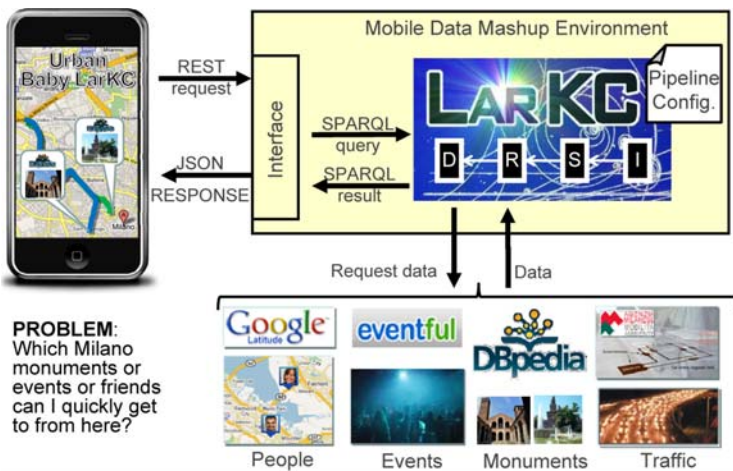 Urban
Baby LarKC
Milano
REST
request
JSON
RESPONSE
Mobile Data Mashup Environment
Interface
SPARQL
query
SPARQL
result
LARKC
Pipeline
Config.
D
R
S
I
Request data
Data
PROBLEM:
Which Milano
monuments or
events or friends
can I quickly get
to from here?
Google™
Latitude
eventful
DBpedia
People
Events
Monuments
Traffic